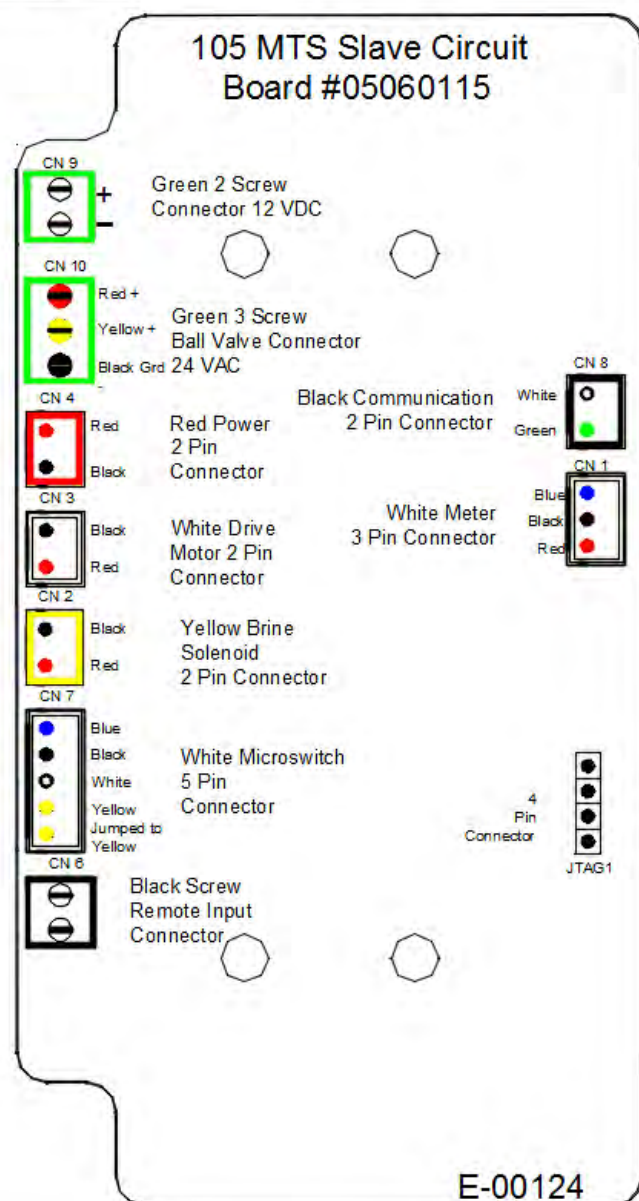 105 MTS Slave Circuit
Board #05060115
CN 9
+
−
Green 2 Screw
Connector 12 VDC
CN 10
Red +
Yellow +
Black Grd
-
Green 3 Screw
Ball Valve Connector
24 VAC
CN 4
Red
Black
Red Power
2 Pin
Connector
CN 3
Black
Red
White Drive
Motor 2 Pin
Connector
CN 2
Black
Red
Yellow Brine
Solenoid
2 Pin Connector
CN 7
Blue
Black
White
Yellow
Jumped to
Yellow
White Microswitch
5 Pin
Connector
CN 6
Black Screw
Remote Input
Connector
CN 8
White
Green
Black Communication
2 Pin Connector
CN 1
Blue
Black
Red
White Meter
3 Pin Connector
4
Pin
Connector
JTAG1
E-00124